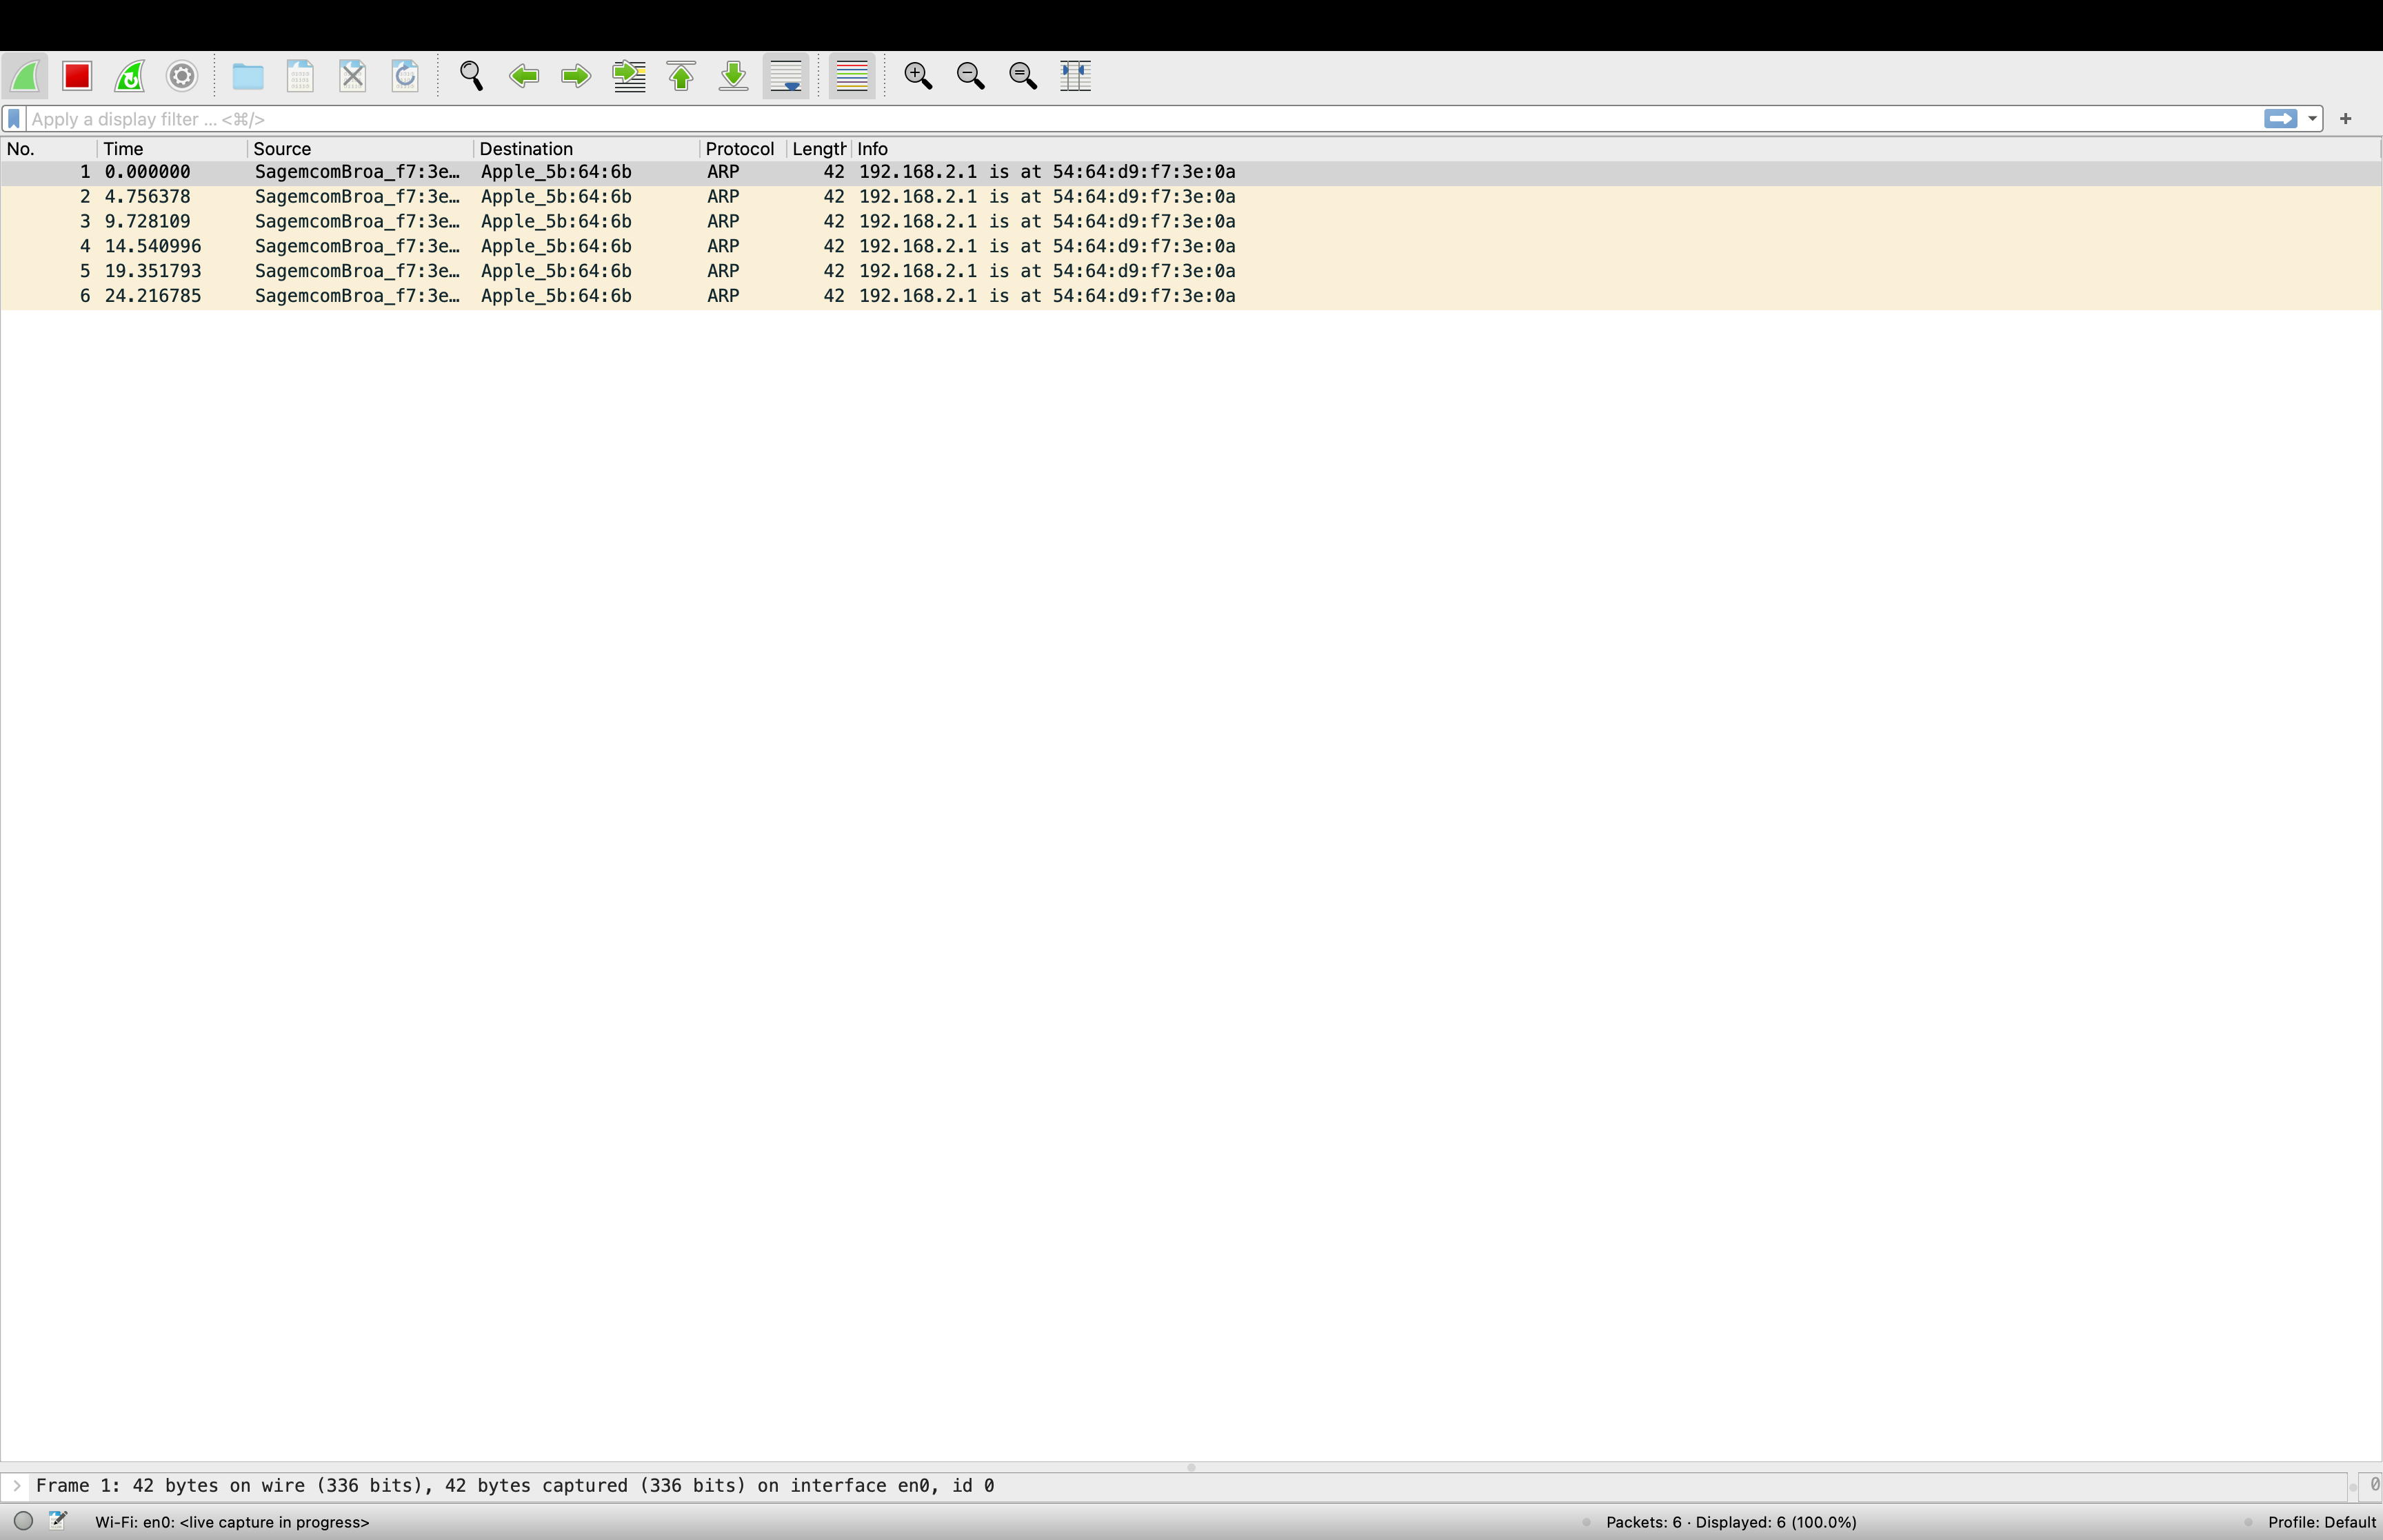 Apply a display filter ... <⌘/>
No. Time Source Destination Protocol Length Info
1 0.000000 SagemcomBroa_f7:3e… Apple_5b:64:6b ARP 42 192.168.2.1 is at 54:64:d9:f7:3e:0a
2 4.756378 SagemcomBroa_f7:3e… Apple_5b:64:6b ARP 42 192.168.2.1 is at 54:64:d9:f7:3e:0a
3 9.728109 SagemcomBroa_f7:3e… Apple_5b:64:6b ARP 42 192.168.2.1 is at 54:64:d9:f7:3e:0a
4 14.540996 SagemcomBroa_f7:3e… Apple_5b:64:6b ARP 42 192.168.2.1 is at 54:64:d9:f7:3e:0a
5 19.351793 SagemcomBroa_f7:3e… Apple_5b:64:6b ARP 42 192.168.2.1 is at 54:64:d9:f7:3e:0a
6 24.216785 SagemcomBroa_f7:3e… Apple_5b:64:6b ARP 42 192.168.2.1 is at 54:64:d9:f7:3e:0a
Frame 1: 42 bytes on wire (336 bits), 42 bytes captured (336 bits) on interface en0, id 0 0
Wi-Fi: en0: <live capture in progress> Packets: 6 · Displayed: 6 (100.0%) Profile: Default